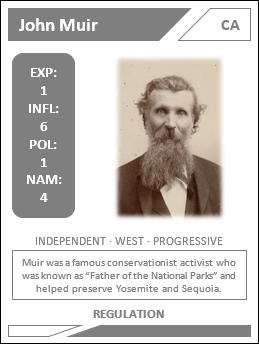 John Muir
CA
EXP:
1
INFL:
6
POL:
1
NAM:
4
INDEPENDENT · WEST · PROGRESSIVE
Muir was a famous conservationist activist who
was known as “Father of the National Parks” and
helped preserve Yosemite and Sequoia.
REGULATION